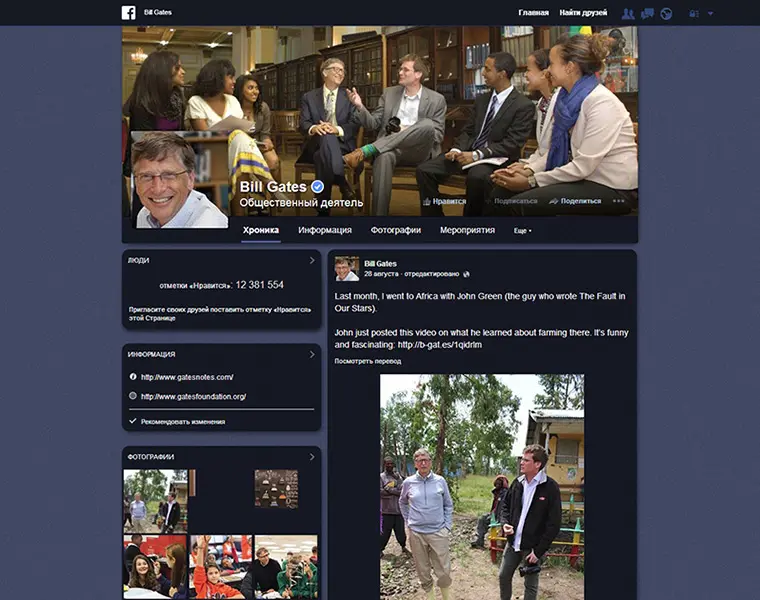 Bill Gates
Главная
Найти друзей
Bill Gates
Общественный деятель
Нравится
Подписаться
Поделиться
Хроника
Информация
Фотографии
Мероприятия
Еще
ЛЮДИ
отметки «Нравится»: 12 381 554
Пригласите своих друзей поставить отметку «Нравится»
этой Странице
ИНФОРМАЦИЯ
http://www.gatesnotes.com/
http://www.gatesfoundation.org/
Рекомендовать изменения
ФОТОГРАФИИ
Bill Gates
28 августа · отредактировано
Last month, I went to Africa with John Green (the guy who wrote The Fault in
Our Stars).
John just posted this video on what he learned about farming there. It's funny
and fascinating: http://b-gat.es/1qidrlm
Посмотреть перевод